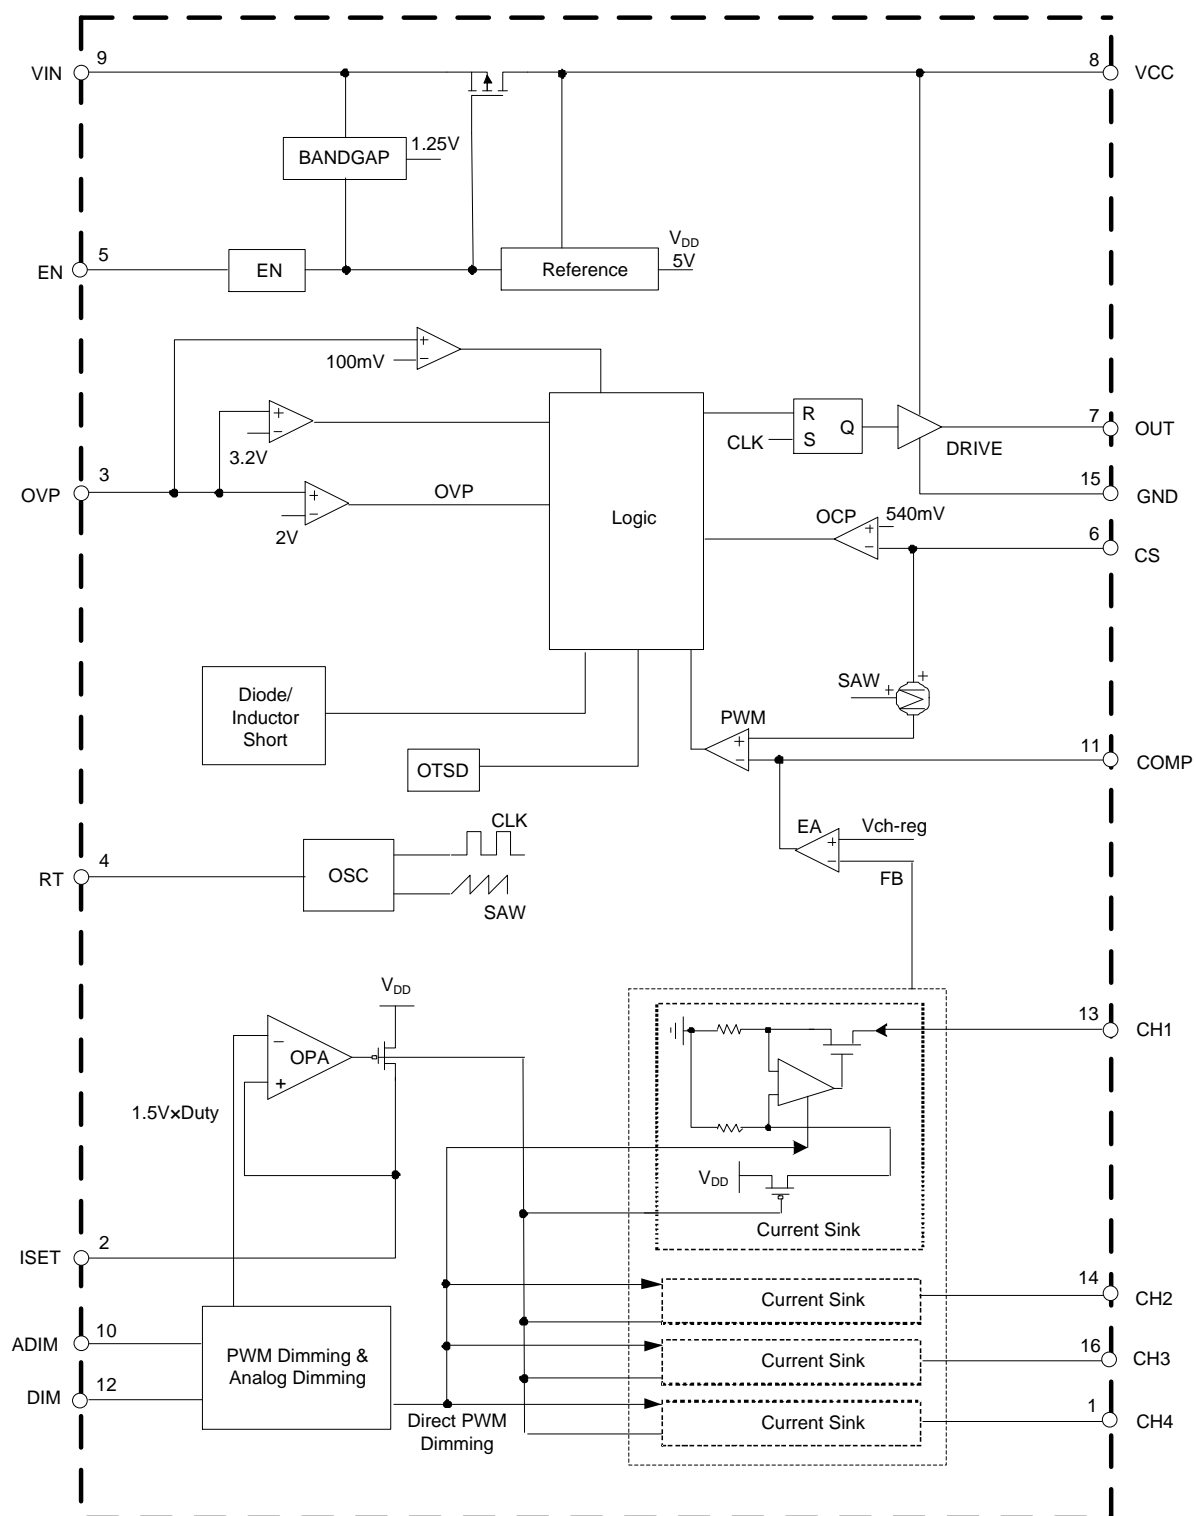 VIN
9
8
VCC
BANDGAP
1.25V
EN
5
EN
Reference
VDD
5V
+
−
100mV
+
−
3.2V
OVP
3
+
−
2V
OVP
Logic
R
S
Q
CLK
DRIVE
7
OUT
15
GND
OCP
+
−
540mV
6
CS
Diode/
Inductor
Short
OTSD
SAW
+
+
Σ
PWM
+
−
11
COMP
EA
+
−
Vch-reg
FB
RT
4
OSC
CLK
SAW
VDD
−
OPA
+
1.5V×Duty
13
CH1
VDD
Current Sink
ISET
2
14
CH2
Current Sink
ADIM
10
PWM Dimming &
Analog Dimming
16
CH3
Current Sink
DIM
12
Direct PWM
Dimming
1
CH4
Current Sink